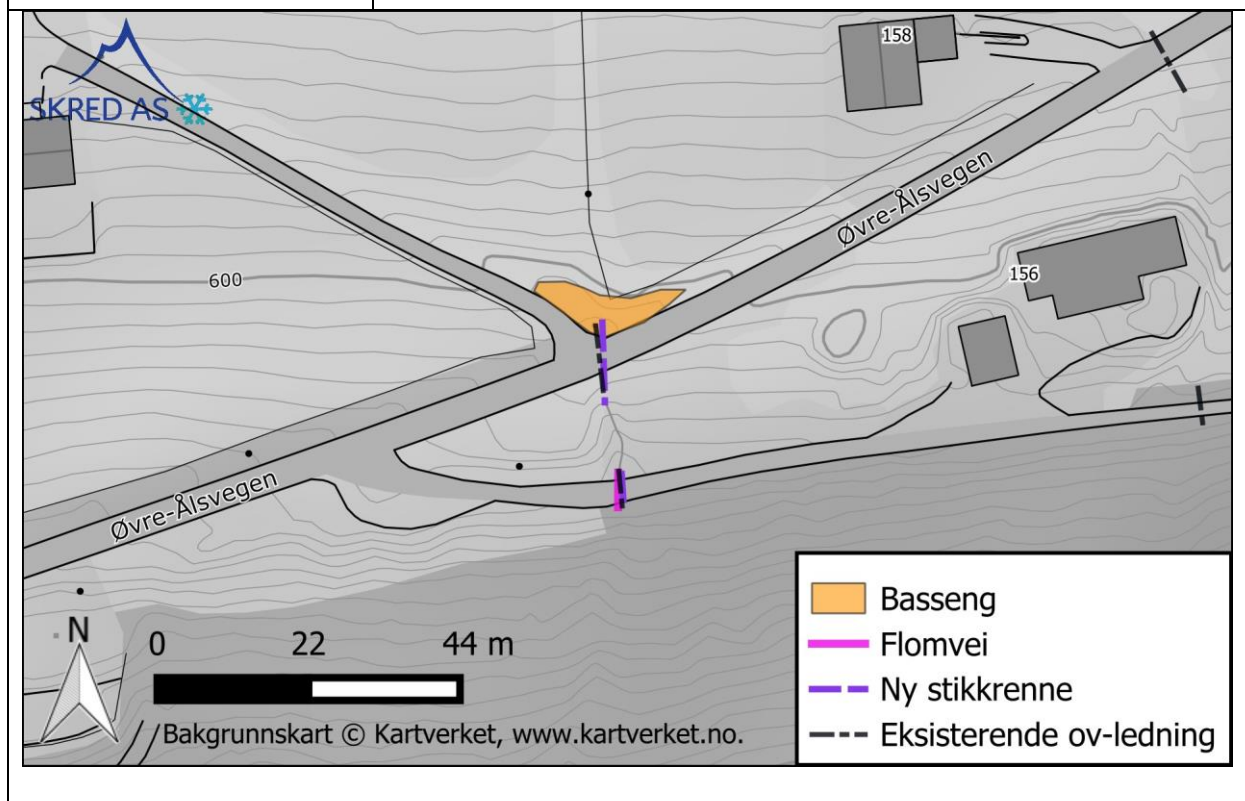 SKRED AS
158
Øvre-Ålsvegen
600
156
Øvre-Ålsvegen
N
0 22 44 m
Bakgrunnskart © Kartverket, www.kartverket.no.
Basseng
Flomvei
Ny stikkrenne
Eksisterende ov-ledning